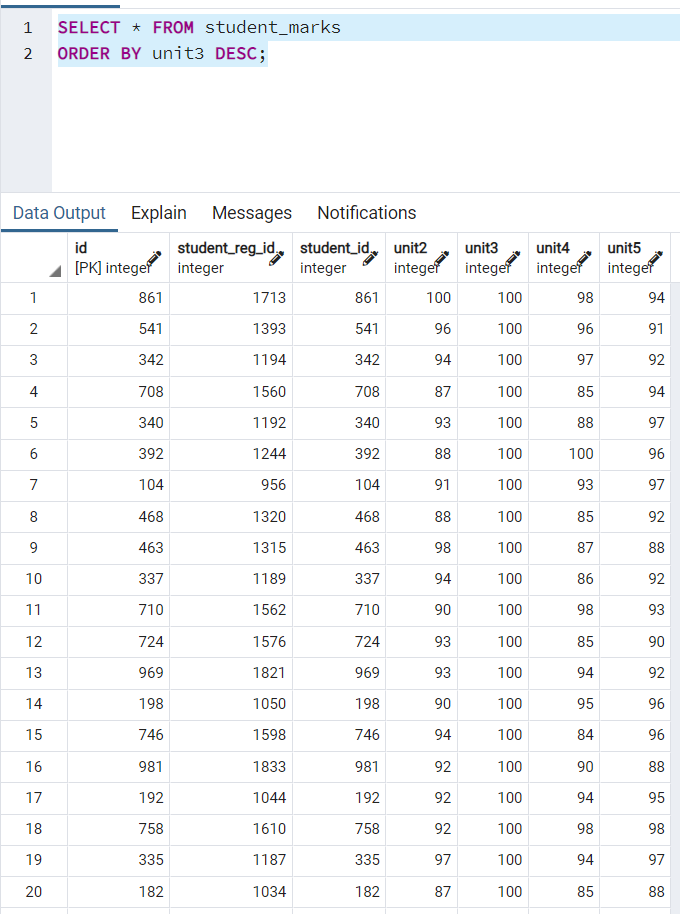 1 SELECT * FROM student_marks
2 ORDER BY unit3 DESC;
Data Output Explain Messages Notifications
id student_reg_id student_id unit2 unit3 unit4 unit5
[PK] integer integer integer integer integer integer integer
1 861 1713 861 100 100 98 94
2 541 1393 541 96 100 96 91
3 342 1194 342 94 100 97 92
4 708 1560 708 87 100 85 94
5 340 1192 340 93 100 88 97
6 392 1244 392 88 100 100 96
7 104 956 104 91 100 93 97
8 468 1320 468 88 100 85 92
9 463 1315 463 98 100 87 88
10 337 1189 337 94 100 86 92
11 710 1562 710 90 100 98 93
12 724 1576 724 93 100 85 90
13 969 1821 969 93 100 94 92
14 198 1050 198 90 100 95 96
15 746 1598 746 94 100 84 96
16 981 1833 981 92 100 90 88
17 192 1044 192 92 100 94 95
18 758 1610 758 92 100 98 98
19 335 1187 335 97 100 94 97
20 182 1034 182 87 100 85 88